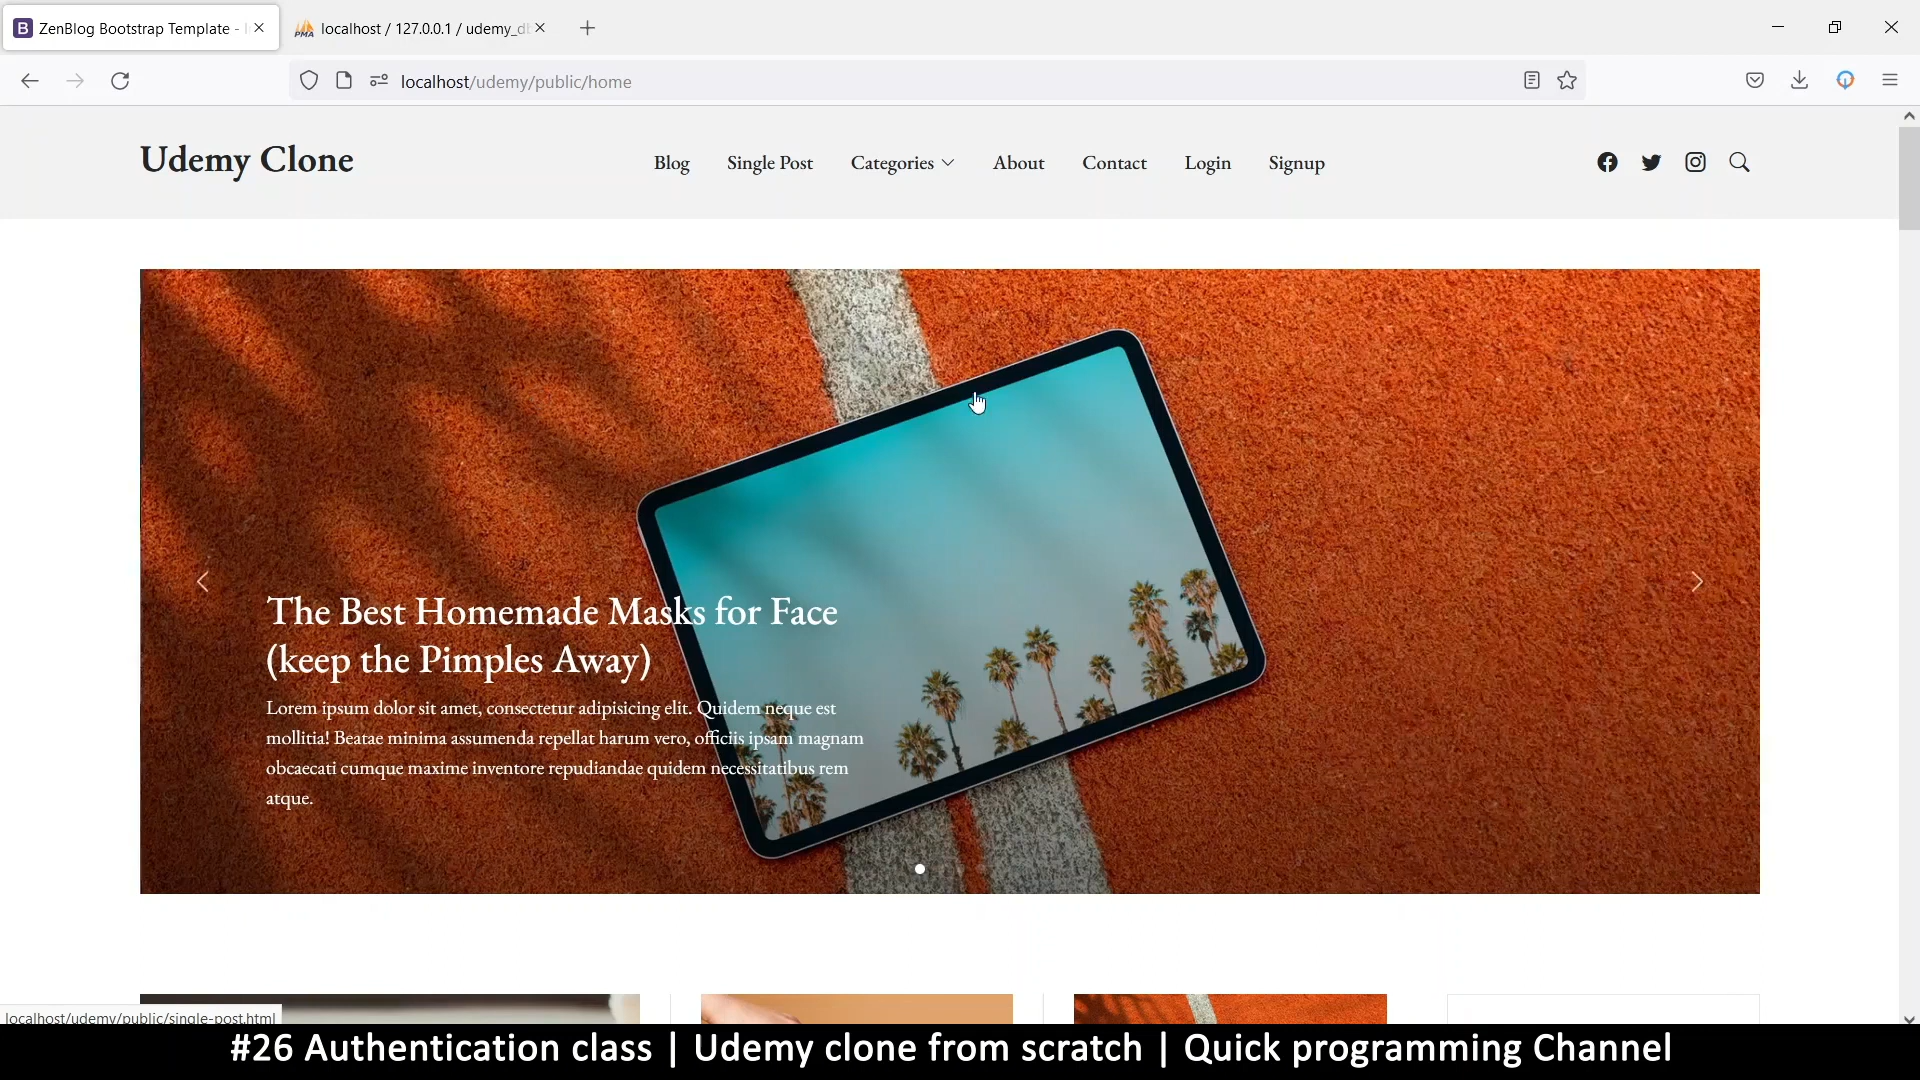 ZenBlog Bootstrap Template -
localhost / 127.0.0.1 / udemy_d
localhost/udemy/public/home
Udemy Clone
Blog
Single Post
Categories
About
Contact
Login
Signup
The Best Homemade Masks for Face
(keep the Pimples Away)
Lorem ipsum dolor sit amet, consectetur adipisicing elit. Quidem neque est
mollitia! Beatae minima assumenda repellat harum vero, officiis ipsam magnam
obcaecati cumque maxime inventore repudiandae quidem necessitatibus rem
atque.
localhost/udemy/public/single-post.html
#26 Authentication class | Udemy clone from scratch | Quick programming Channel